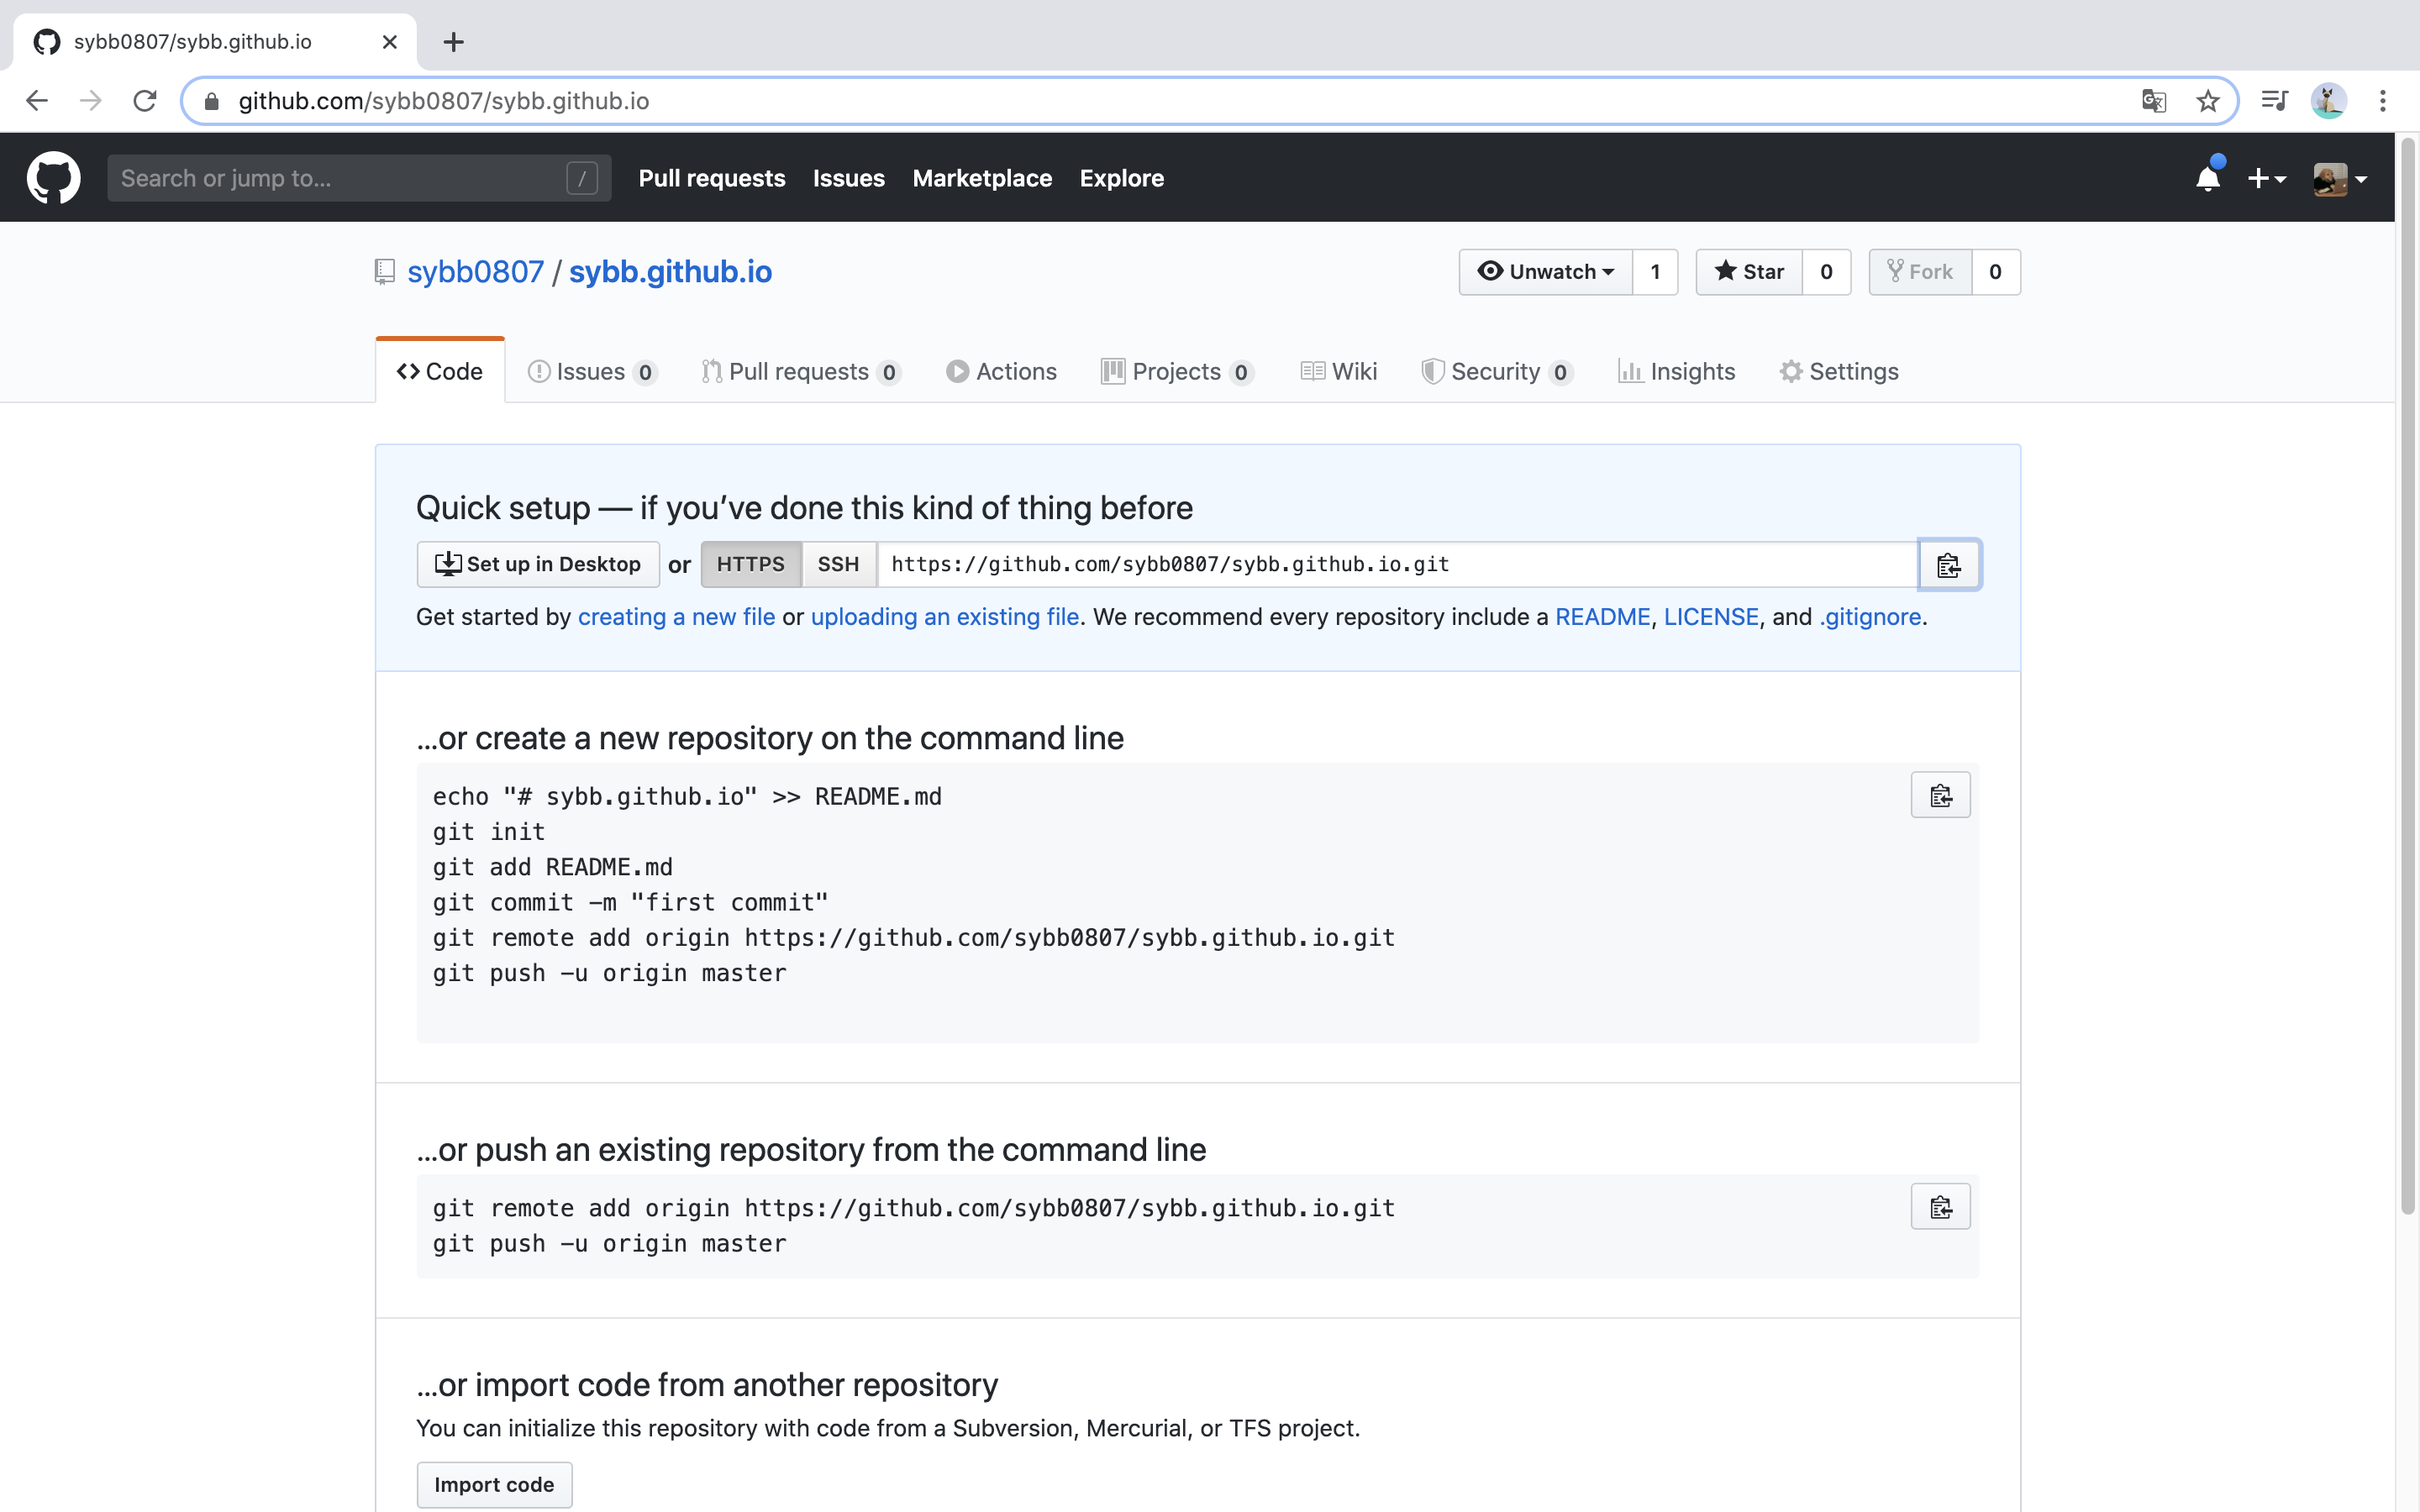 sybb0807/sybb.github.io
github.com/sybb0807/sybb.github.io
Search or jump to... /
Pull requests Issues Marketplace Explore
sybb0807 / sybb.github.io
Unwatch 1 Star 0 Fork 0
Code Issues 0 Pull requests 0 Actions Projects 0 Wiki Security 0 Insights Settings
Quick setup — if you’ve done this kind of thing before
Set up in Desktop or HTTPS SSH https://github.com/sybb0807/sybb.github.io.git
Get started by creating a new file or uploading an existing file. We recommend every repository include a README, LICENSE, and .gitignore.
…or create a new repository on the command line
echo "# sybb.github.io" >> README.md
git init
git add README.md
git commit -m "first commit"
git remote add origin https://github.com/sybb0807/sybb.github.io.git
git push -u origin master
…or push an existing repository from the command line
git remote add origin https://github.com/sybb0807/sybb.github.io.git
git push -u origin master
…or import code from another repository
You can initialize this repository with code from a Subversion, Mercurial, or TFS project.
Import code